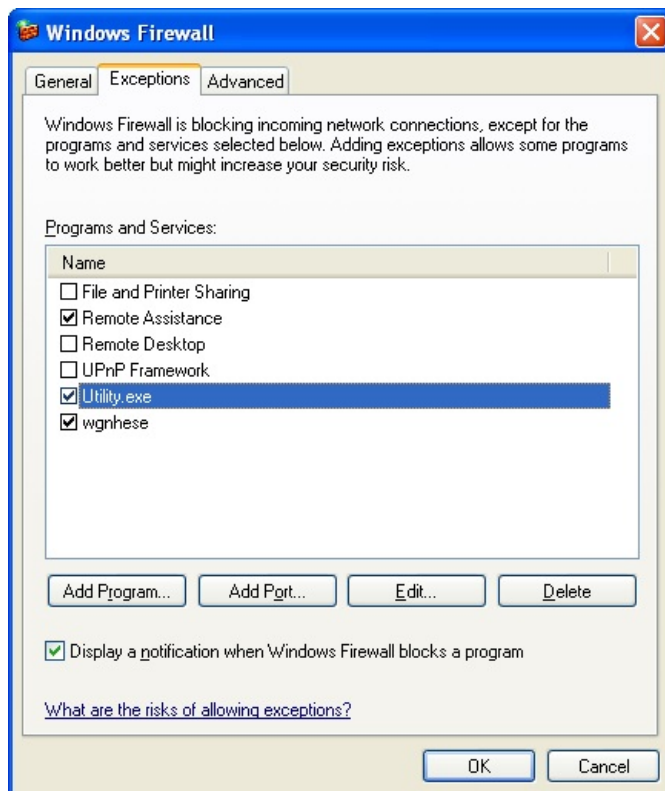 Windows Firewall
General Exceptions Advanced
Windows Firewall is blocking incoming network connections, except for the
programs and services selected below. Adding exceptions allows some programs
to work better but might increase your security risk.
Programs and Services:
Name
File and Printer Sharing
Remote Assistance
Remote Desktop
UPnP Framework
Utility.exe
wgnhese
Add Program... Add Port... Edit... Delete
Display a notification when Windows Firewall blocks a program
What are the risks of allowing exceptions?
OK Cancel